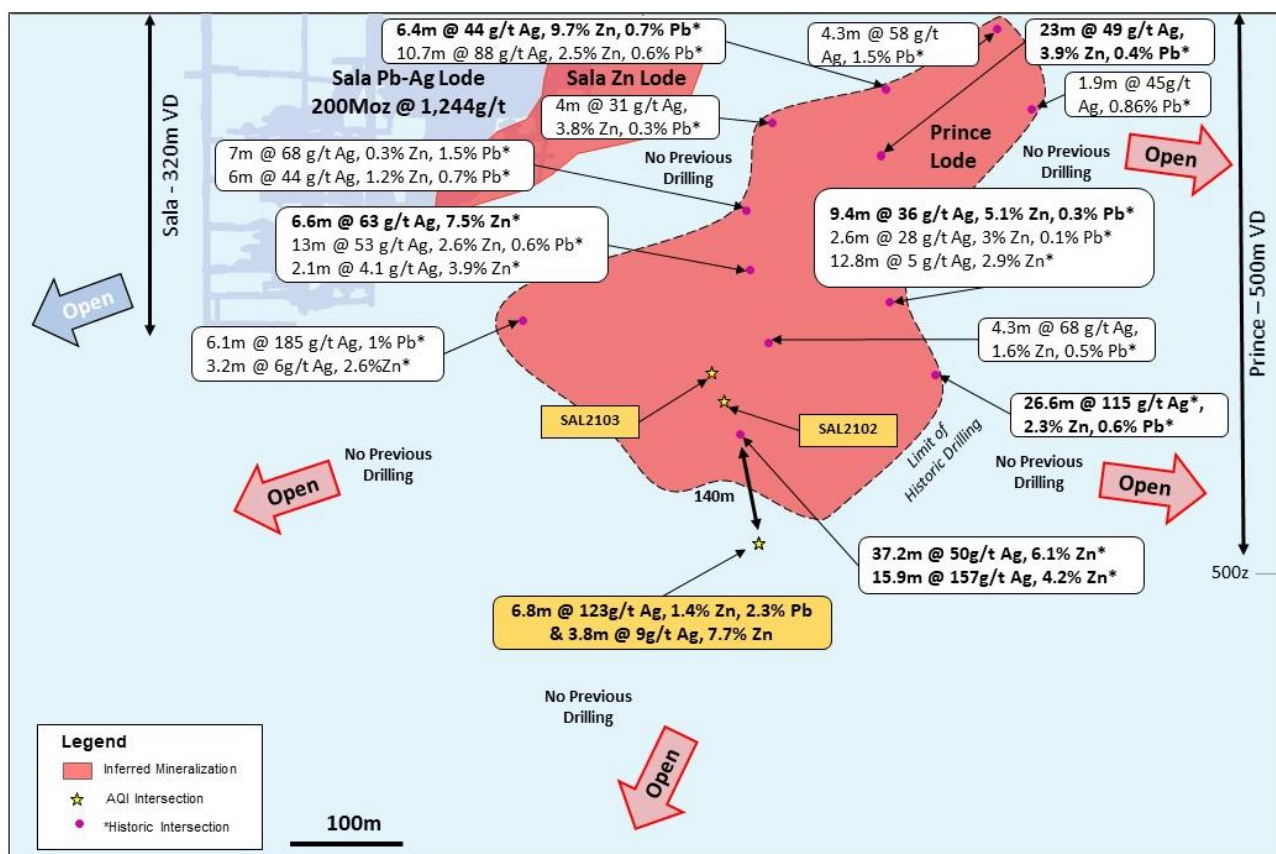 6.4m @ 44 g/t Ag, 9.7% Zn, 0.7% Pb*
10.7m @ 88 g/t Ag, 2.5% Zn, 0.6% Pb*
4.3m @ 58 g/t
Ag, 1.5% Pb*
23m @ 49 g/t Ag,
3.9% Zn, 0.4% Pb*
Sala Pb-Ag Lode
200Moz @ 1,244g/t
Sala Zn Lode
4m @ 31 g/t Ag,
3.8% Zn, 0.3% Pb*
1.9m @ 45g/t
Ag, 0.86% Pb*
Prince
Lode
Open
No Previous
Drilling
No Previous
Drilling
7m @ 68 g/t Ag, 0.3% Zn, 1.5% Pb*
6m @ 44 g/t Ag, 1.2% Zn, 0.7% Pb*
Sala - 320m VD
6.6m @ 63 g/t Ag, 7.5% Zn*
13m @ 53 g/t Ag, 2.6% Zn, 0.6% Pb*
2.1m @ 4.1 g/t Ag, 3.9% Zn*
9.4m @ 36 g/t Ag, 5.1% Zn, 0.3% Pb*
2.6m @ 28 g/t Ag, 3% Zn, 0.1% Pb*
12.8m @ 5 g/t Ag, 2.9% Zn*
Prince – 500m VD
Open
6.1m @ 185 g/t Ag, 1% Pb*
3.2m @ 6g/t Ag, 2.6%Zn*
4.3m @ 68 g/t Ag,
1.6% Zn, 0.5% Pb*
SAL2103
SAL2102
26.6m @ 115 g/t Ag*,
2.3% Zn, 0.6% Pb*
Limit of
Historic Drilling
No Previous
Drilling
No Previous
Drilling
Open
Open
140m
37.2m @ 50g/t Ag, 6.1% Zn*
15.9m @ 157g/t Ag, 4.2% Zn*
500z
6.8m @ 123g/t Ag, 1.4% Zn, 2.3% Pb
& 3.8m @ 9g/t Ag, 7.7% Zn
No Previous
Drilling
Open
Legend
Inferred Mineralization
AQI Intersection
*Historic Intersection
100m